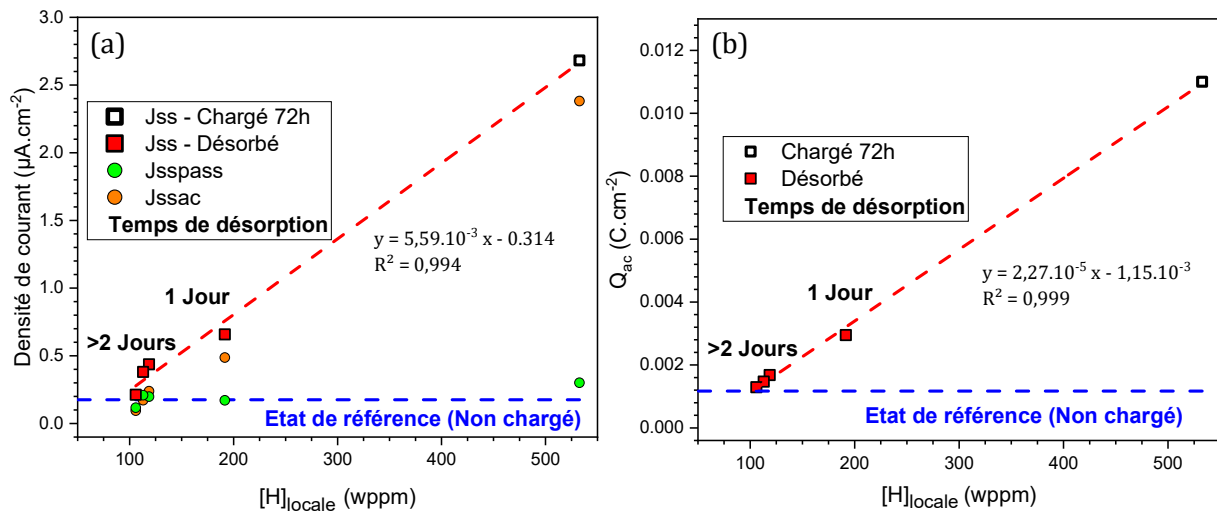 (a)
3.0
2.5
2.0
1.5
1.0
0.5
0.0
Densité de courant (µA.cm-2)
Jss - Chargé 72h
Jss - Désorbé
Jsspass
Jssac
Temps de désorption
y = 5,59.10-3 x - 0.314
R2 = 0,994
1 Jour
>2 Jours
Etat de référence (Non chargé)
100 200 300 400 500
[H]locale (wppm)
(b)
0.012
0.010
0.008
0.006
0.004
0.002
0.000
Qac (C.cm-2)
Chargé 72h
Désorbé
Temps de désorption
y = 2,27.10-5 x - 1,15.10-3
R2 = 0,999
1 Jour
>2 Jours
Etat de référence (Non chargé)
100 200 300 400 500
[H]locale (wppm)